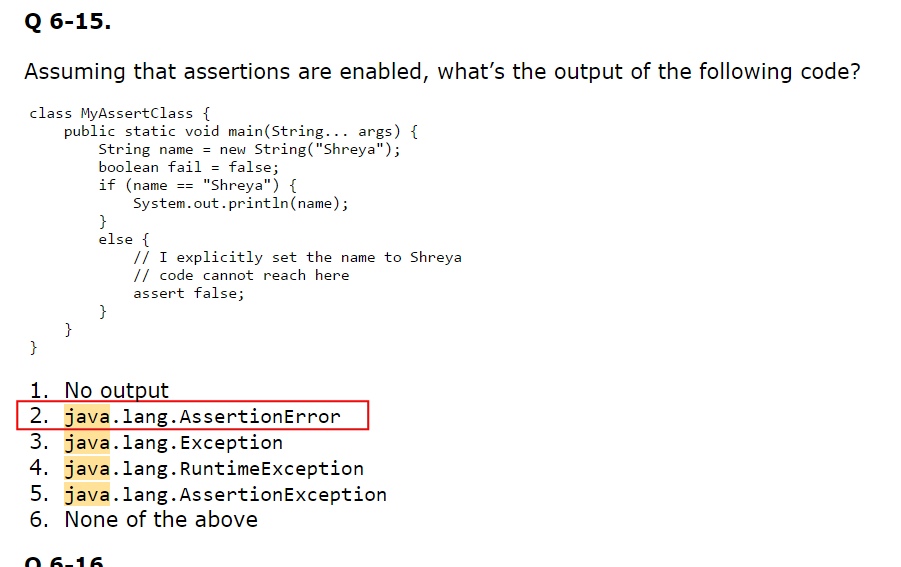 Q 6-15.
Assuming that assertions are enabled, what’s the output of the following code?
class MyAssertClass {
    public static void main(String... args) {
        String name = new String("Shreya");
        boolean fail = false;
        if (name == "Shreya") {
            System.out.println(name);
        }
        else {
            // I explicitly set the name to Shreya
            // code cannot reach here
            assert false;
        }
    }
}
1. No output
2. java.lang.AssertionError
3. java.lang.Exception
4. java.lang.RuntimeException
5. java.lang.AssertionException
6. None of the above
Q 6-16